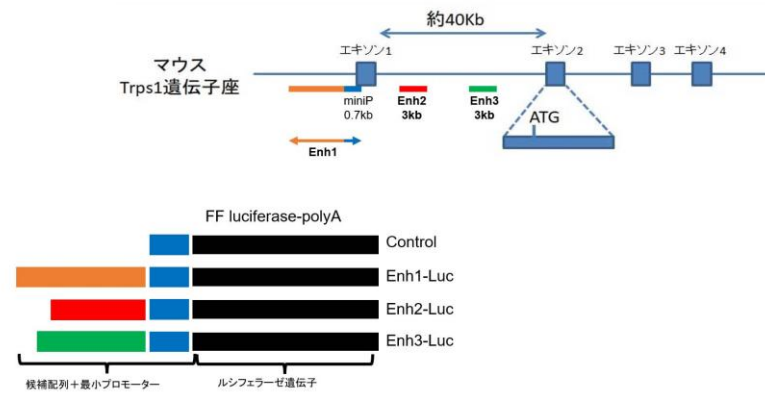 約40Kb
エキソン1
エキソン2
エキソン3
エキソン4
マウス
Trps1遺伝子座
miniP
0.7kb
Enh2
3kb
Enh3
3kb
ATG
Enh1
FF luciferase-polyA
Control
Enh1-Luc
Enh2-Luc
Enh3-Luc
候補配列+最小プロモーター
ルシフェラーゼ遺伝子